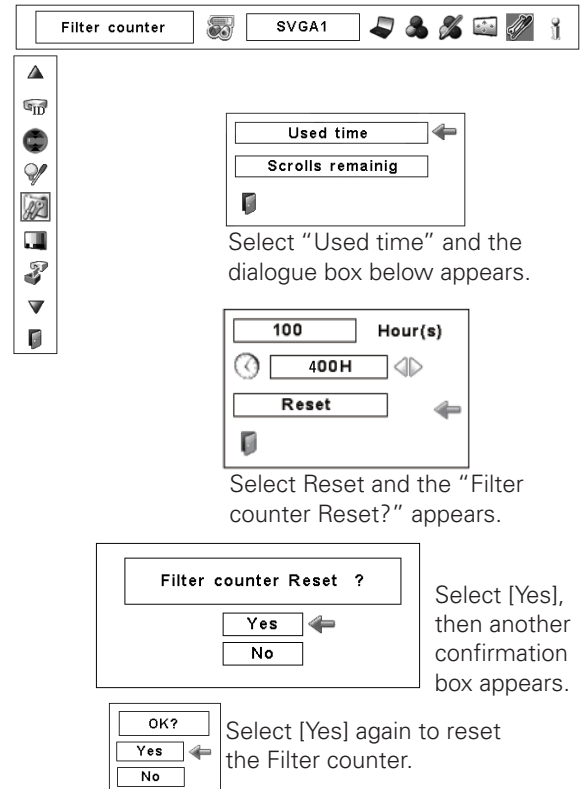 Filter counter SVGA1
ID
Used time
Scrolls remainig
Select “Used time” and the
dialogue box below appears.
100 Hour(s)
400H
Reset
Select Reset and the “Filter
counter Reset?” appears.
Filter counter Reset ?
Yes
No
Select [Yes],
then another
confirmation
box appears.
OK?
Yes
No
Select [Yes] again to reset
the Filter counter.